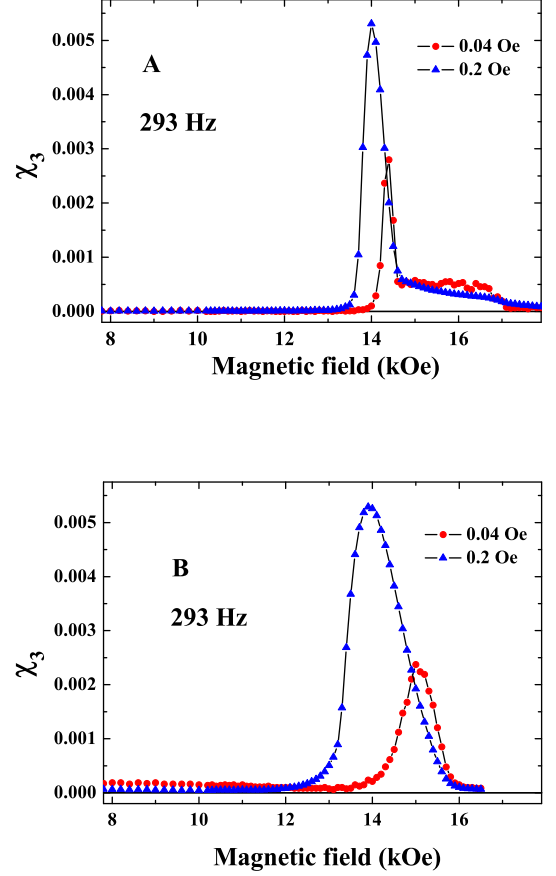 0.005
0.004
0.003
0.002
0.001
0.000
χ3
A
293 Hz
0.04 Oe
0.2 Oe
8 10 12 14 16
Magnetic field (kOe)
0.005
0.004
0.003
0.002
0.001
0.000
χ3
B
293 Hz
0.04 Oe
0.2 Oe
8 10 12 14 16
Magnetic field (kOe)